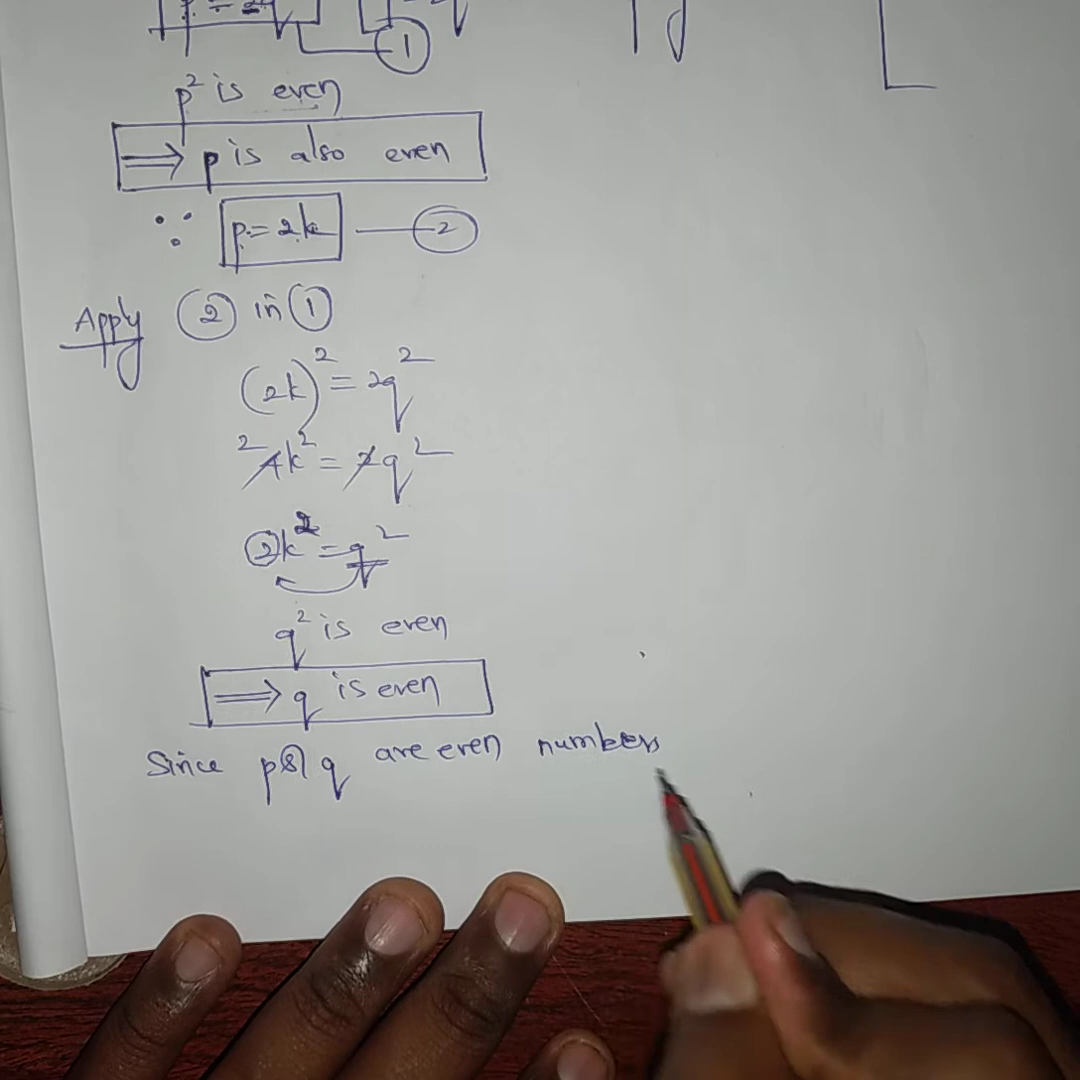 ①
p² is even
⟹ p is also even
∵ p = 2k —②
Apply ② in ①
(2k)² = 2q²
²4k² = 2q²
2k² = q²
q² is even
⟹ q is even
Since p & q are even numbers